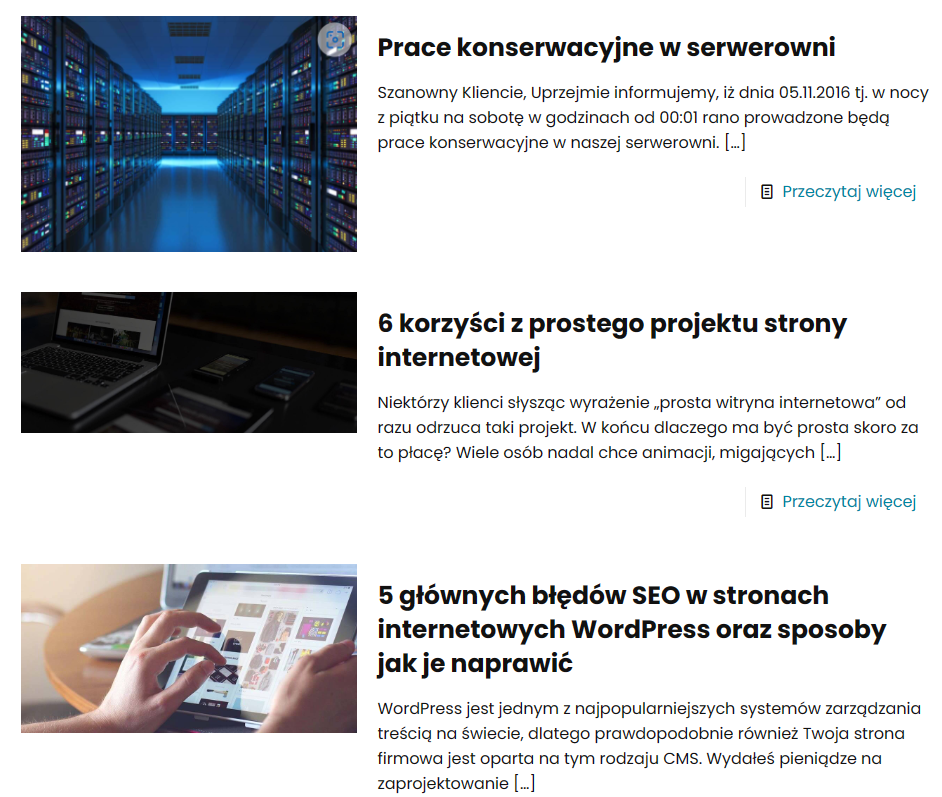 Prace konserwacyjne w serwerowni
Szanowny Kliencie, Uprzejmie informujemy, iż dnia 05.11.2016 tj. w nocy
z piątku na sobotę w godzinach od 00:01 rano prowadzone będą
prace konserwacyjne w naszej serwerowni. [...]
Przeczytaj więcej
6 korzyści z prostego projektu strony
internetowej
Niektórzy klienci słysząc wyrażenie „prosta witryna internetowa” od
razu odrzuca taki projekt. W końcu dlaczego ma być prosta skoro za
to płacę? Wiele osób nadal chce animacji, migających [...]
Przeczytaj więcej
5 głównych błędów SEO w stronach
internetowych WordPress oraz sposoby
jak je naprawić
WordPress jest jednym z najpopularniejszych systemów zarządzania
treścią na świecie, dlatego prawdopodobnie również Twoja strona
firmowa jest oparta na tym rodzaju CMS. Wydałeś pieniądze na
zaprojektowanie [...]